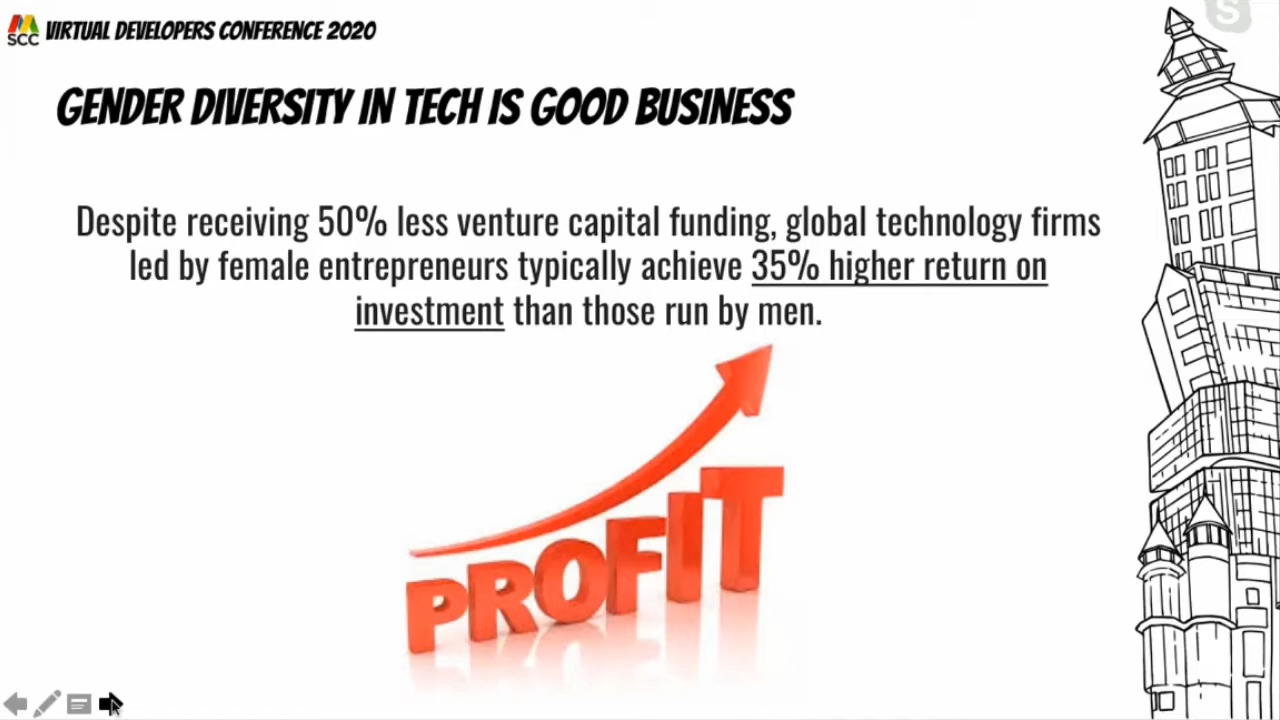 SCC VIRTUAL DEVELOPERS CONFERENCE 2020
S
GENDER DIVERSITY IN TECH IS GOOD BUSINESS
Despite receiving 50% less venture capital funding, global technology firms
led by female entrepreneurs typically achieve 35% higher return on
investment than those run by men.
PROFIT